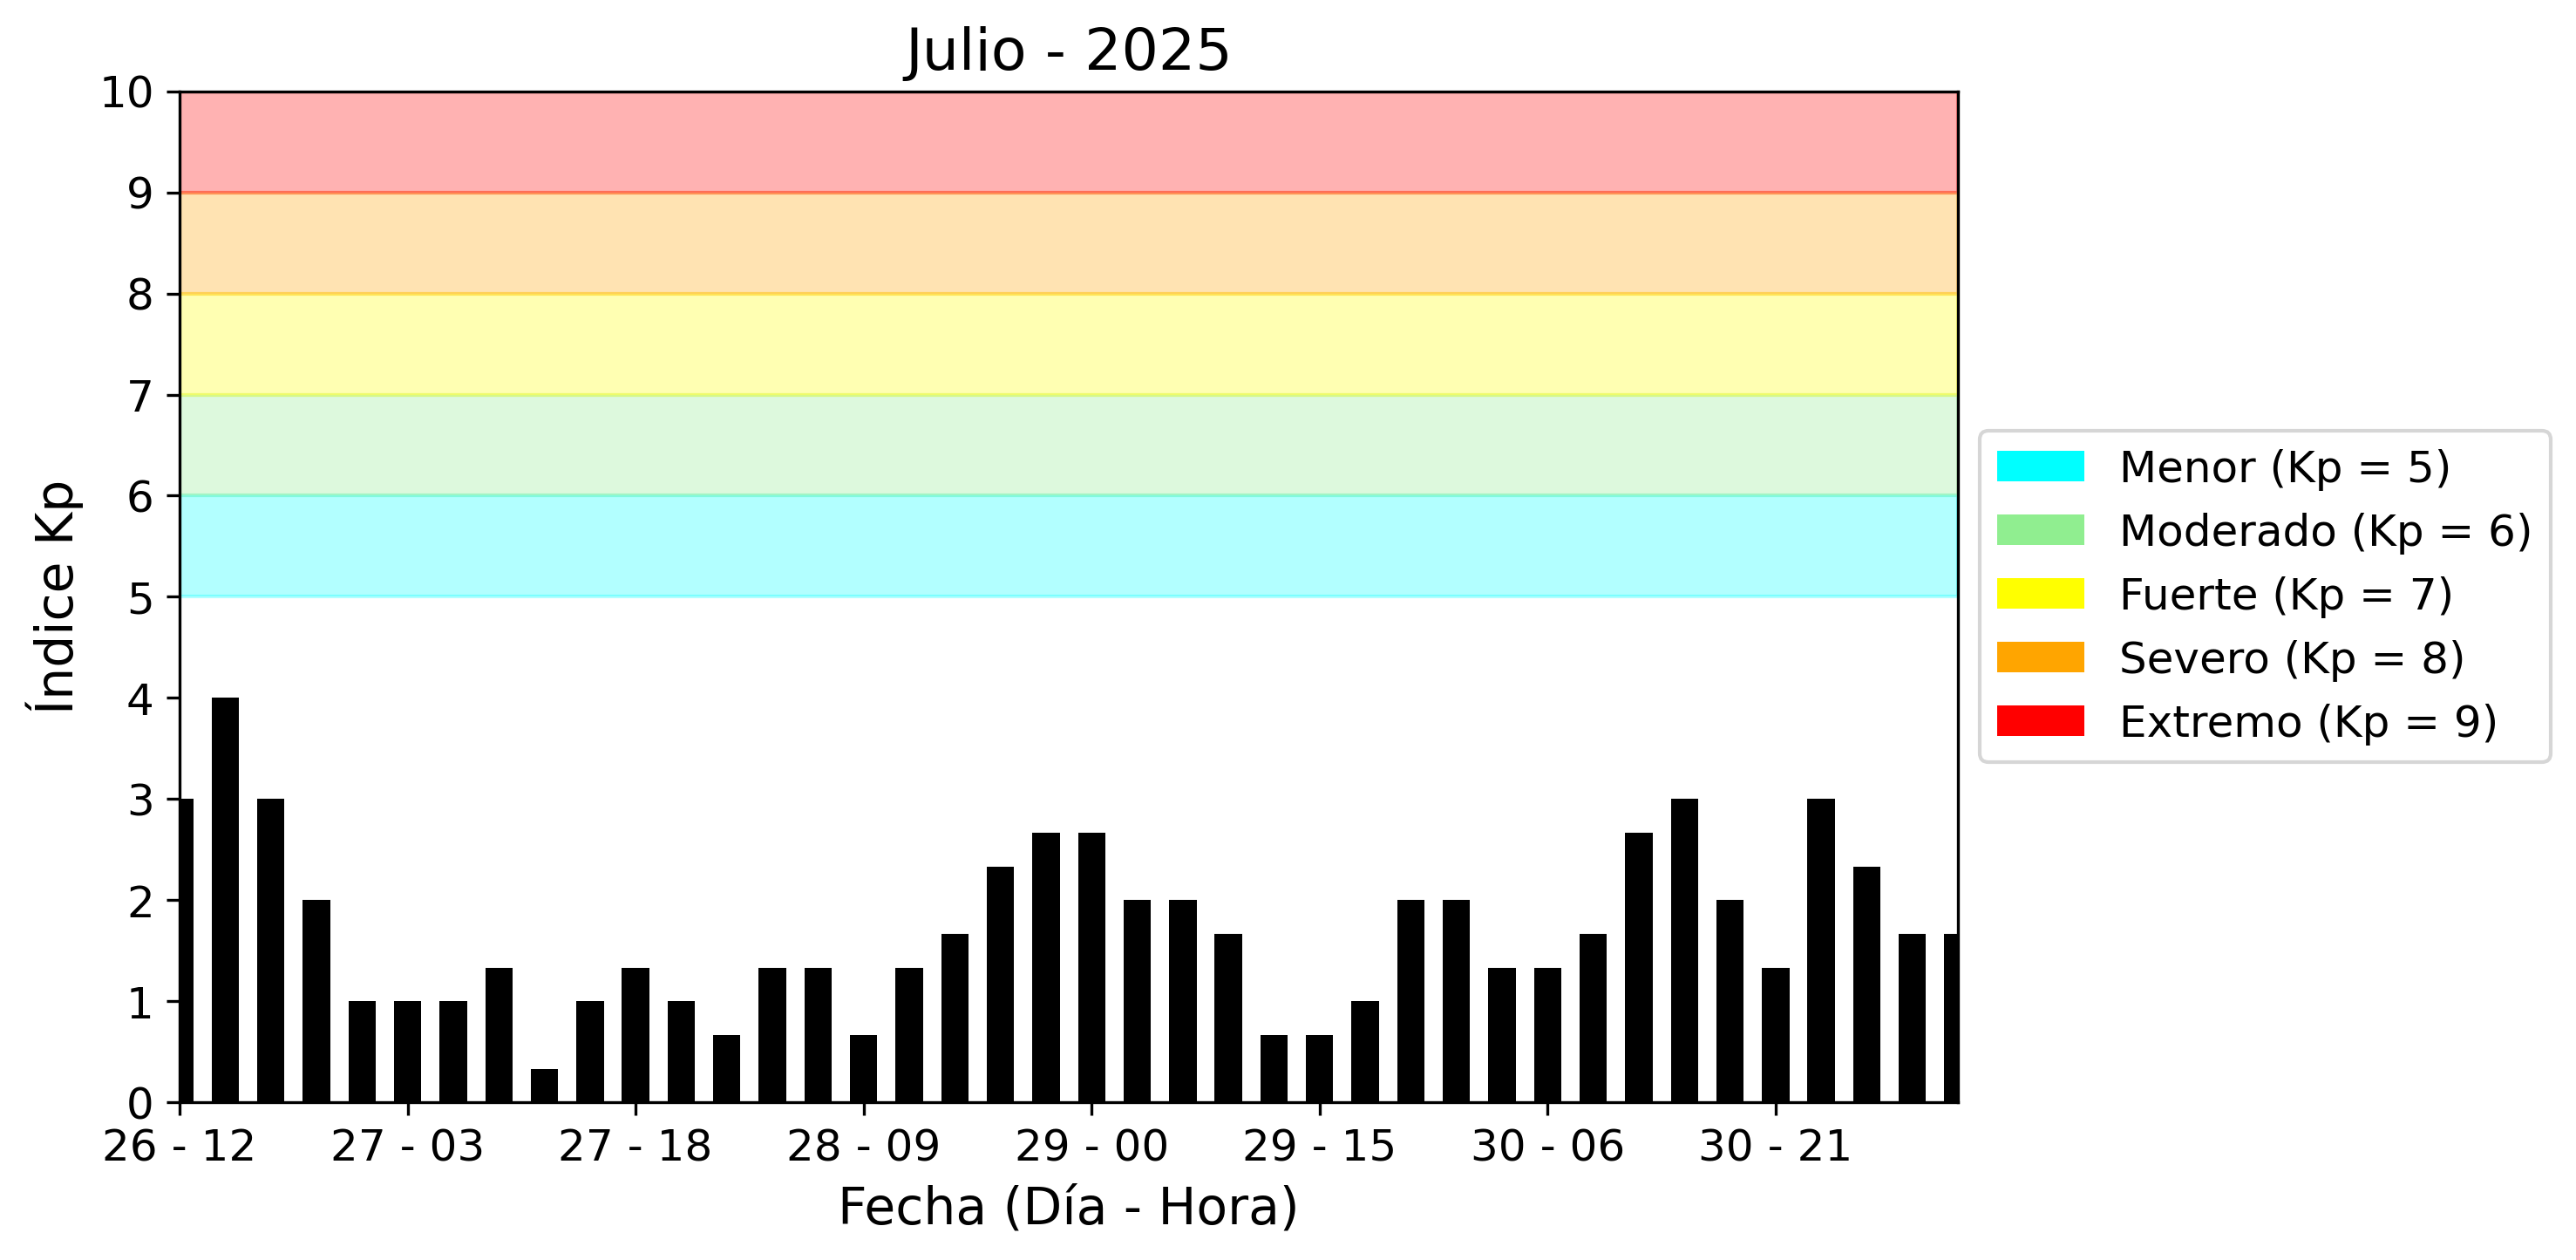 Julio - 2025
10
9
8
7
6
5
4
3
2
1
0
Índice Kp
26 - 12
27 - 03
27 - 18
28 - 09
29 - 00
29 - 15
30 - 06
30 - 21
Fecha (Día - Hora)
Menor (Kp = 5)
Moderado (Kp = 6)
Fuerte (Kp = 7)
Severo (Kp = 8)
Extremo (Kp = 9)